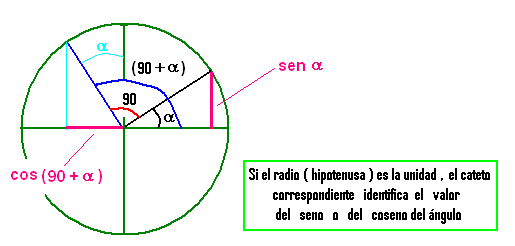 α
(90 + α)
sen α
90
α
cos (90 + α)
Si el radio ( hipotenusa ) es la unidad , el cateto
correspondiente identifica el valor
del seno o del coseno del ángulo